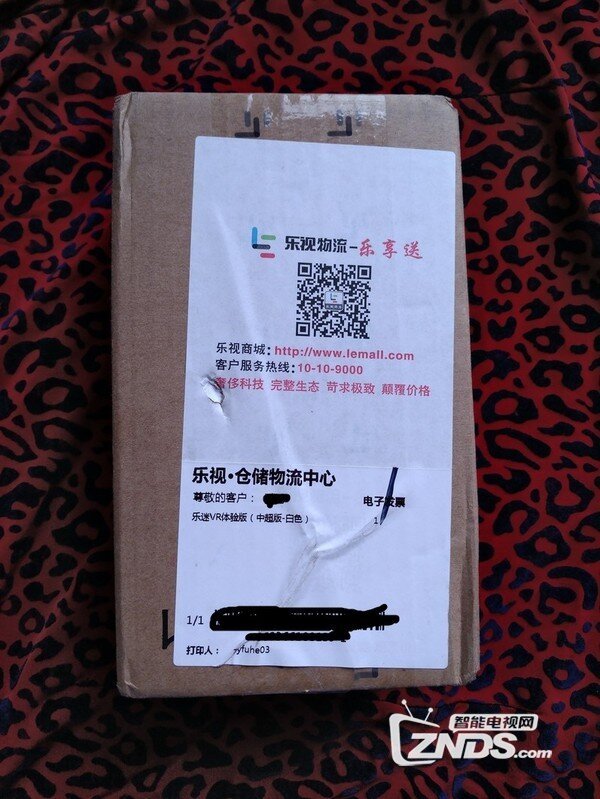 乐视物流-乐享送
乐视商城:http://www.lemall.com
客户服务热线:10-10-9000
奢侈科技 完整生态 苛求极致 颠覆价格
乐视·仓储物流中心
尊敬的客户：
电子发票
乐迷VR体验版（中超版-白色） 1
1/1
打印人： yfuhe03
智能电视网
ZNDS.com